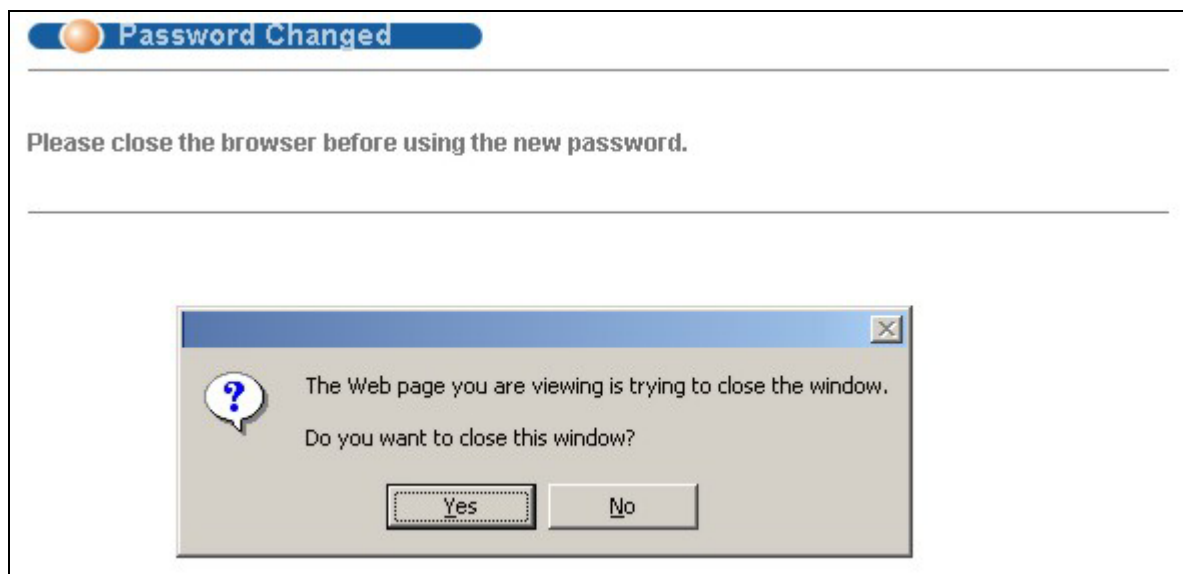 Password Changed
Please close the browser before using the new password.
The Web page you are viewing is trying to close the window.
Do you want to close this window?
Yes
No